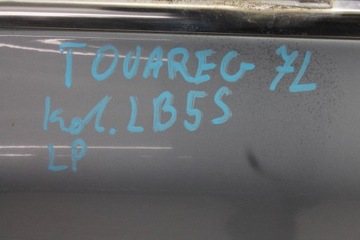 TOUAREG 7L
kol. LB5S
LP